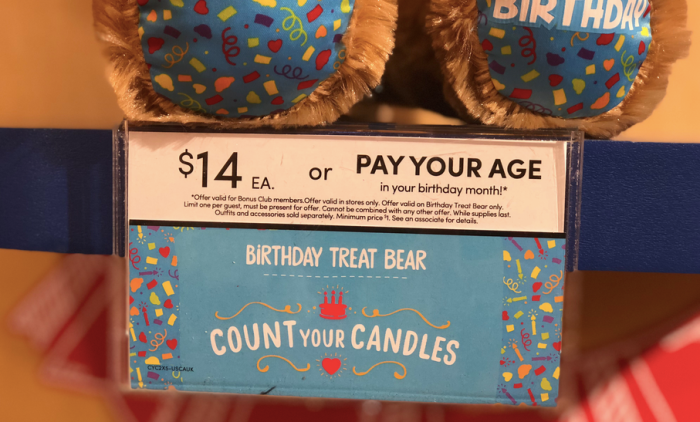 BIRTHDAY
$14 EA. or PAY YOUR AGE
in your birthday month!*
*Offer valid for Bonus Club members.Offer valid in stores only. Offer valid on Birthday Treat Bear only.
Limit one per guest, must be present for offer. Cannot be combined with any other offer. While supplies last.
Outfits and accessories sold separately. Minimum price $1. See an associate for details.
BIRTHDAY TREAT BEAR
COUNT YOUR CANDLES